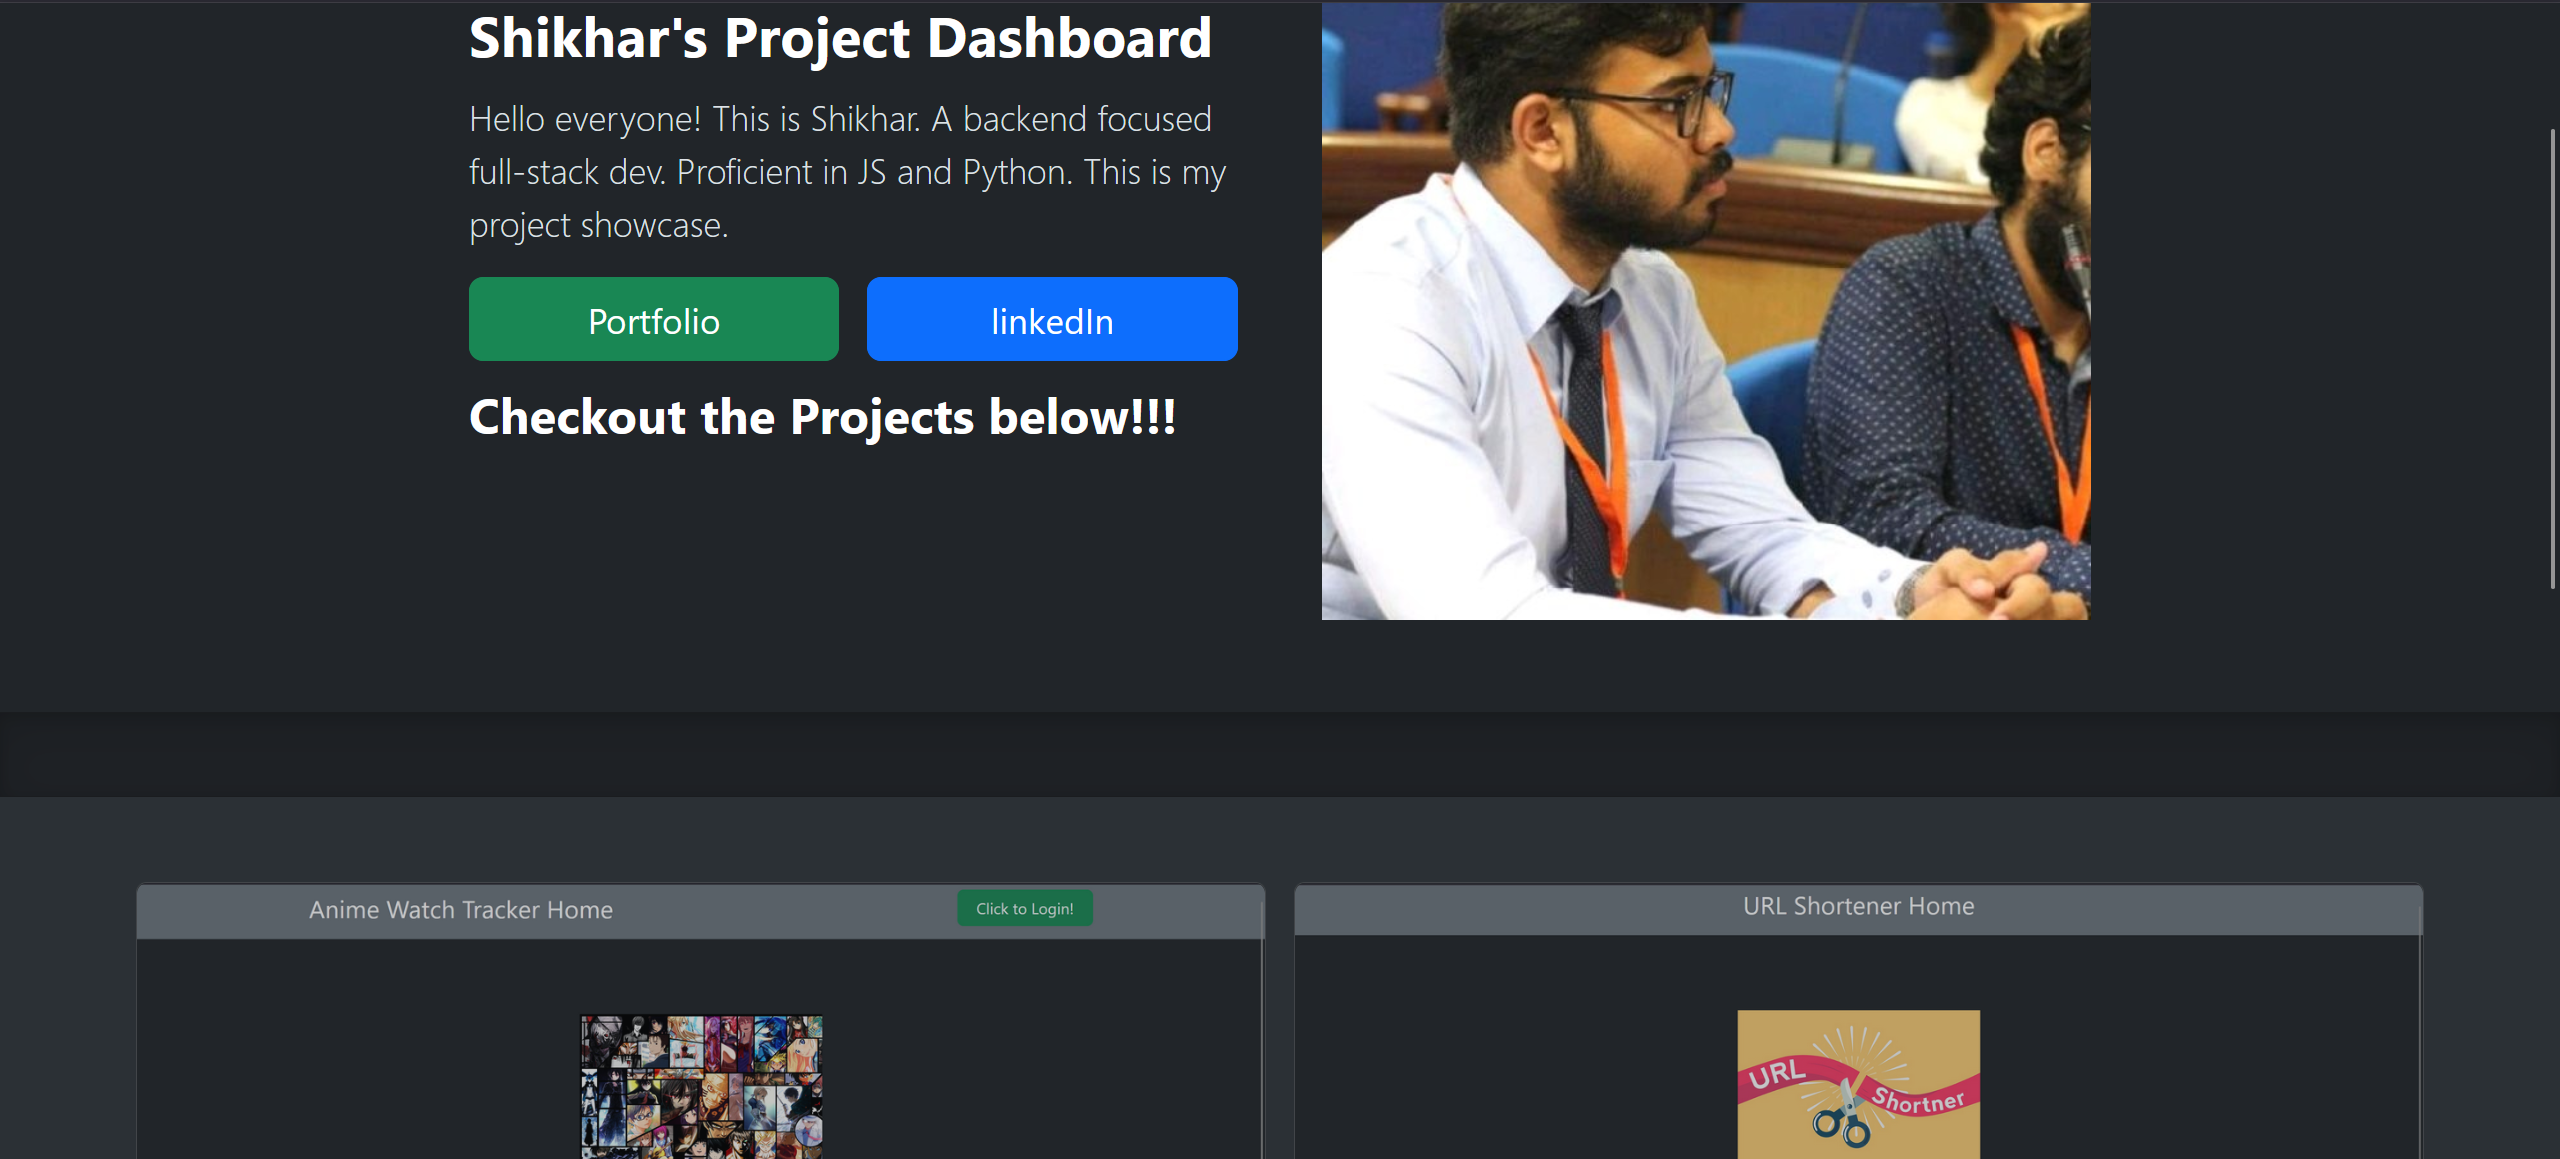 Shikhar's Project Dashboard
Hello everyone! This is Shikhar. A backend focused
full-stack dev. Proficient in JS and Python. This is my
project showcase.
Portfolio
linkedIn
Checkout the Projects below!!!
Anime Watch Tracker Home
Click to Login!
URL Shortener Home
URL
Shortner